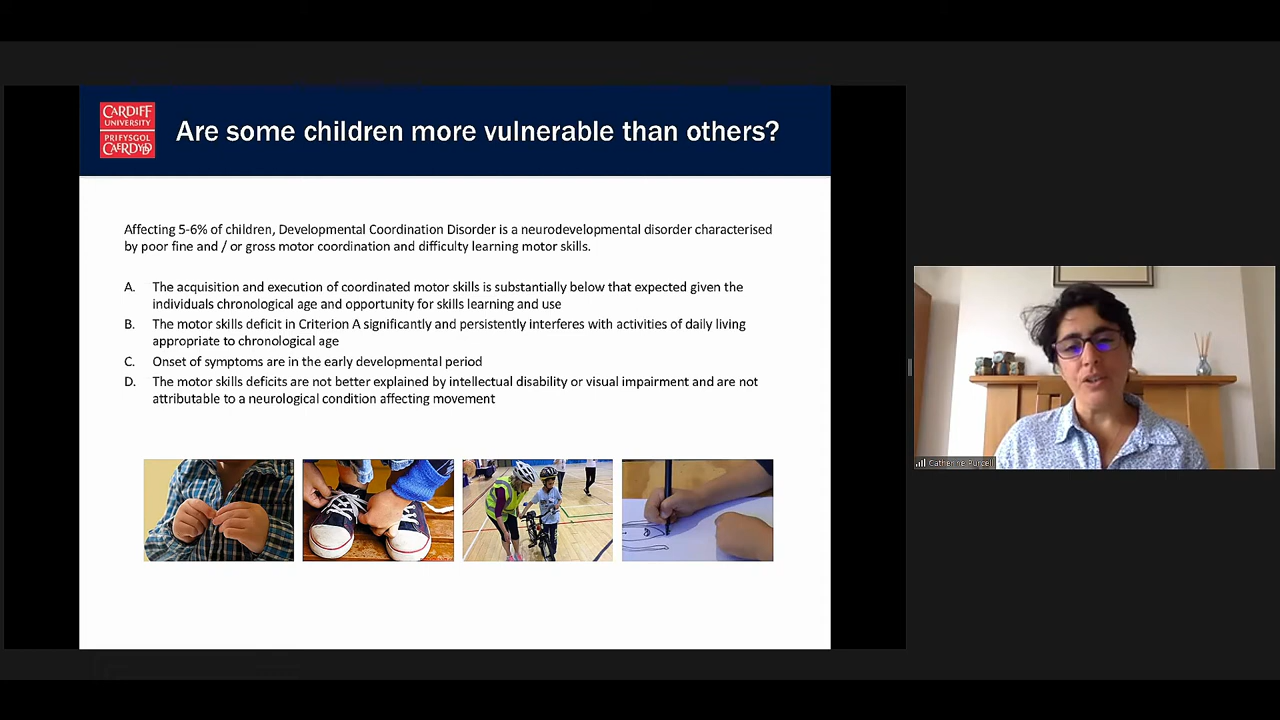 CARDIFF
UNIVERSITY
PRIFYSGOL
CAERDYDD
Are some children more vulnerable than others?
Affecting 5-6% of children, Developmental Coordination Disorder is a neurodevelopmental disorder characterised
by poor fine and / or gross motor coordination and difficulty learning motor skills.
A. The acquisition and execution of coordinated motor skills is substantially below that expected given the
individuals chronological age and opportunity for skills learning and use
B. The motor skills deficit in Criterion A significantly and persistently interferes with activities of daily living
appropriate to chronological age
C. Onset of symptoms are in the early developmental period
D. The motor skills deficits are not better explained by intellectual disability or visual impairment and are not
attributable to a neurological condition affecting movement
Catherine Purcell